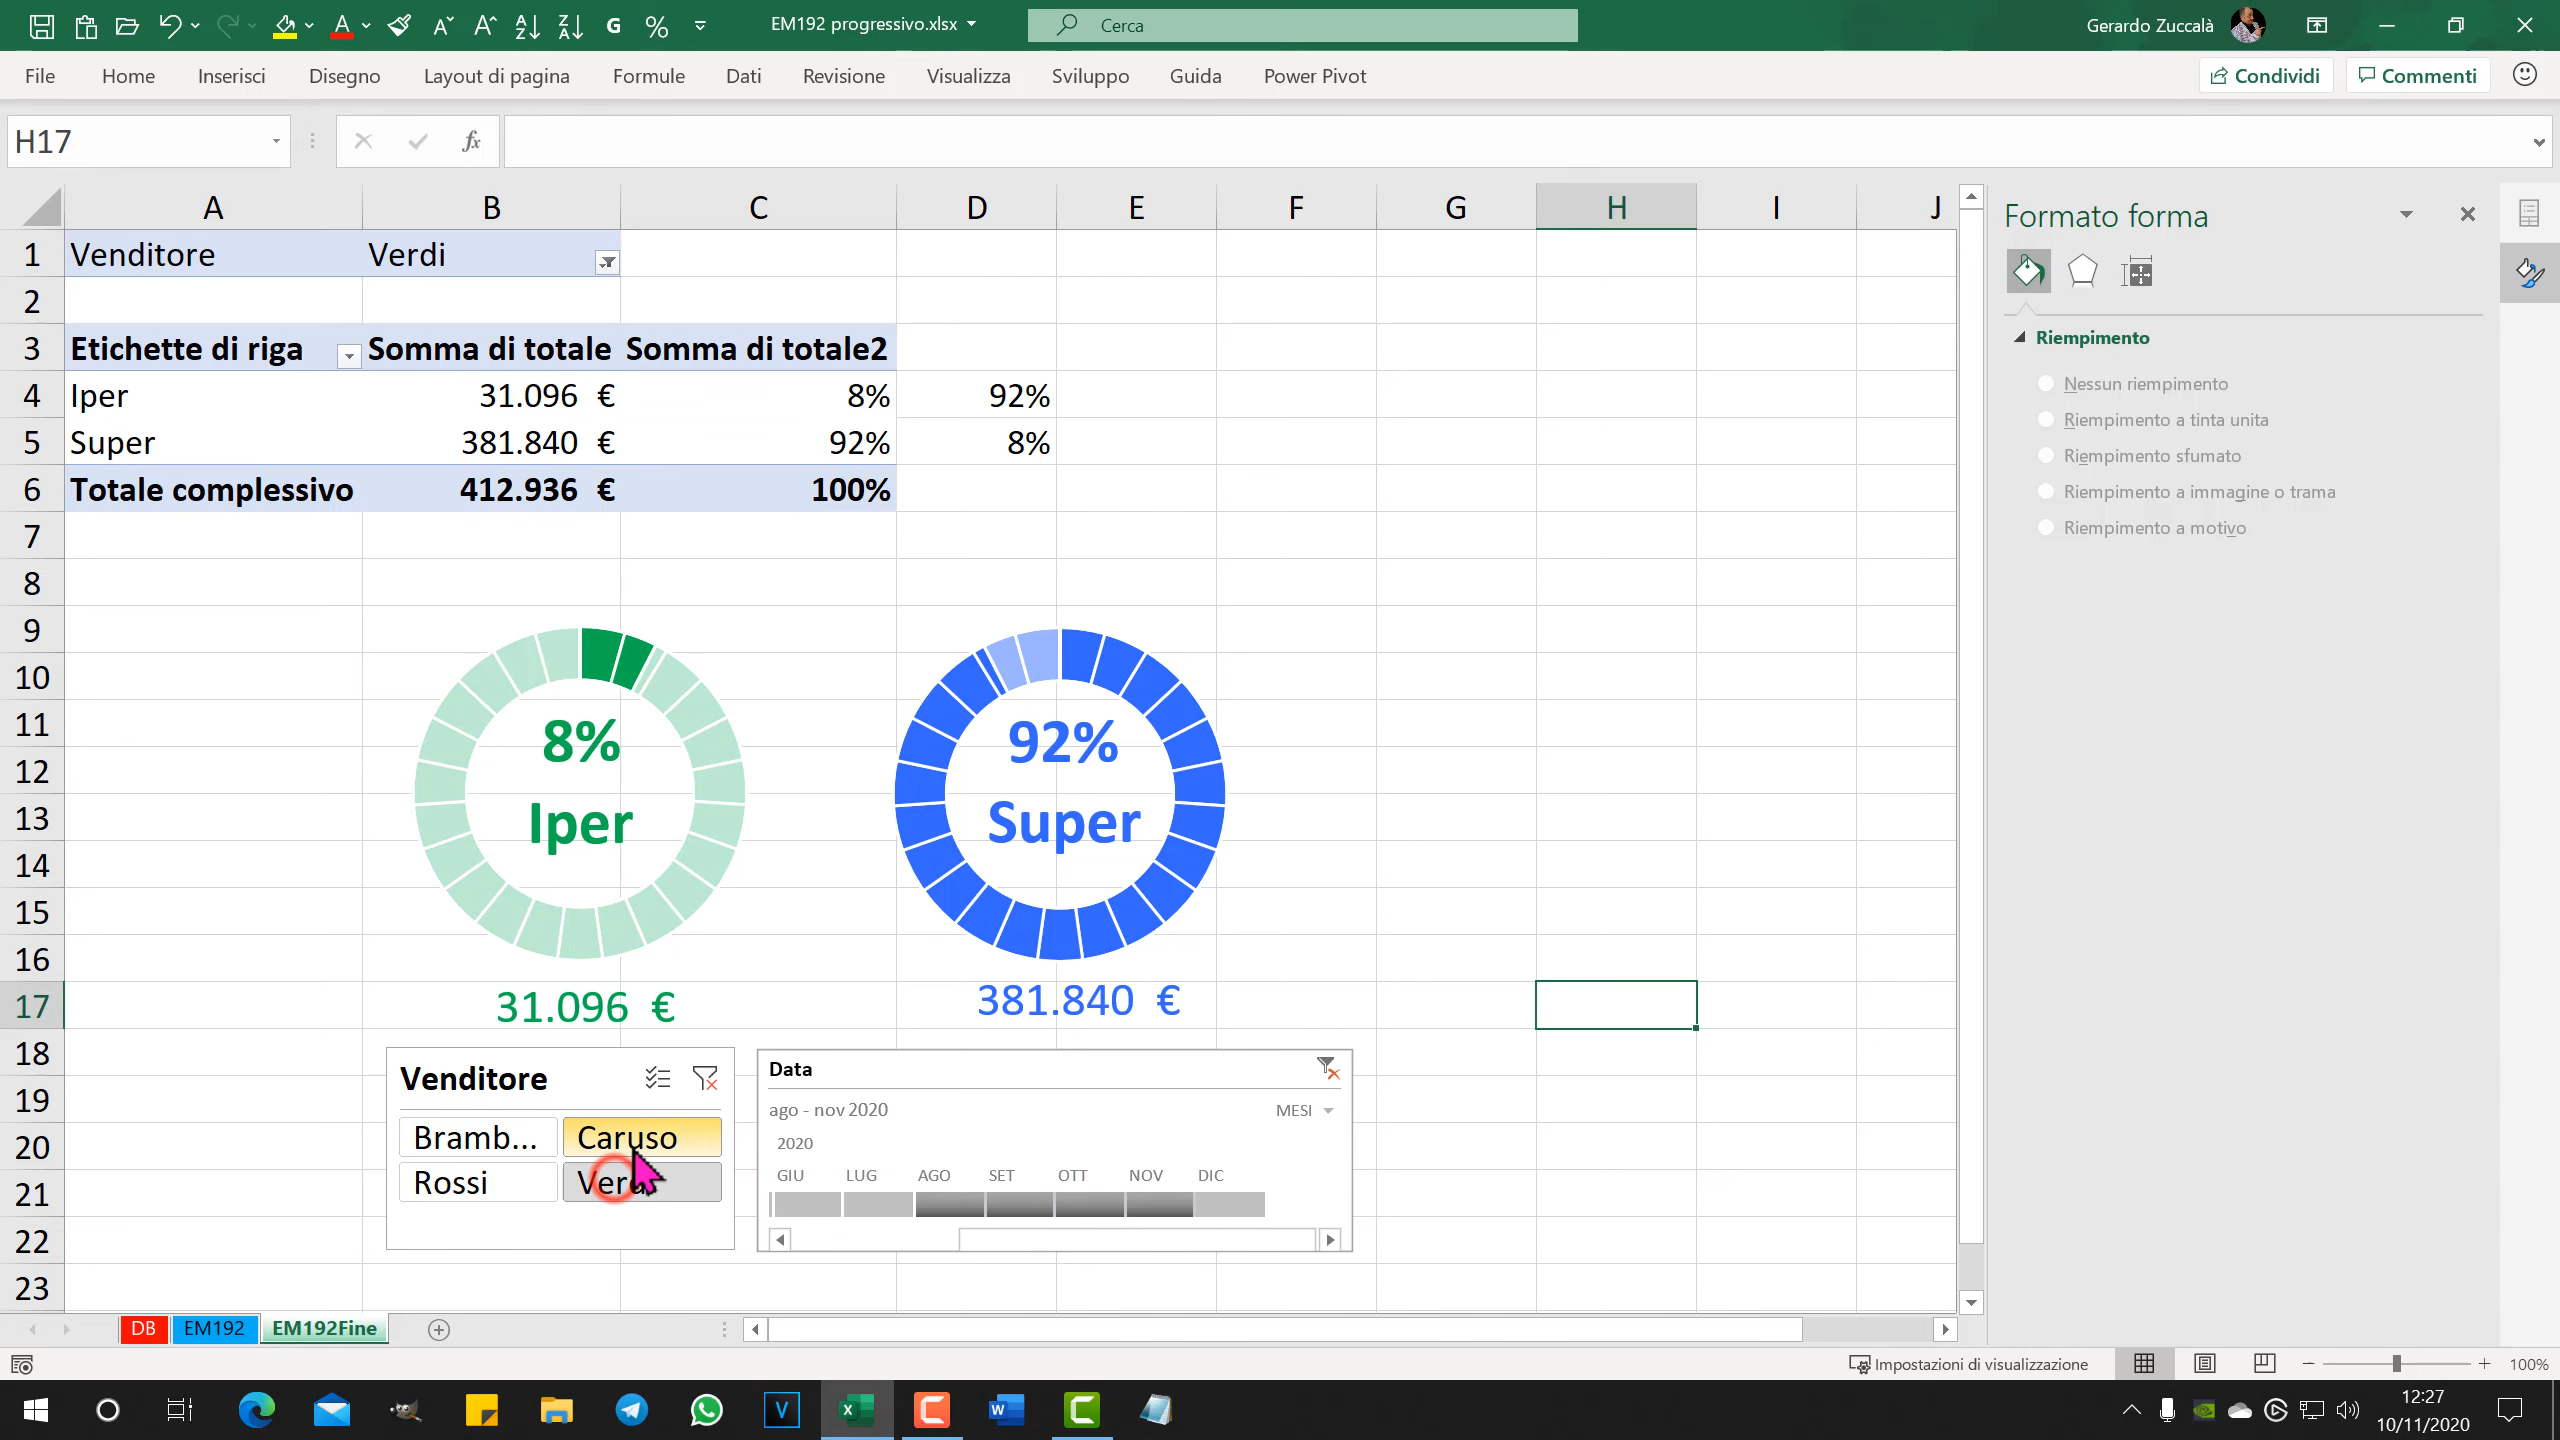 EM192 progressivo.xlsx
Cerca
Gerardo Zuccalà
File Home Inserisci Disegno Layout di pagina Formule Dati Revisione Visualizza Sviluppo Guida Power Pivot
Condividi
Commenti
H17
fx
A B C D E F G H I J
1 Venditore Verdi
2
3 Etichette di riga Somma di totale Somma di totale2
4 Iper 31.096 € 8% 92%
5 Super 381.840 € 92% 8%
6 Totale complessivo 412.936 € 100%
7
8
9
10
11
12
13
14
15
16
17
18
19
20
21
22
23
8%
Iper
31.096 €
92%
Super
381.840 €
Venditore
Bramb... Caruso
Rossi
Data
ago - nov 2020 MESI
2020
GIU LUG AGO SET OTT NOV DIC
Formato forma
Riempimento
Nessun riempimento
Riempimento a tinta unita
Riempimento sfumato
Riempimento a immagine o trama
Riempimento a motivo
DB EM192 EM192Fine
Impostazioni di visualizzazione
100%
12:27
10/11/2020